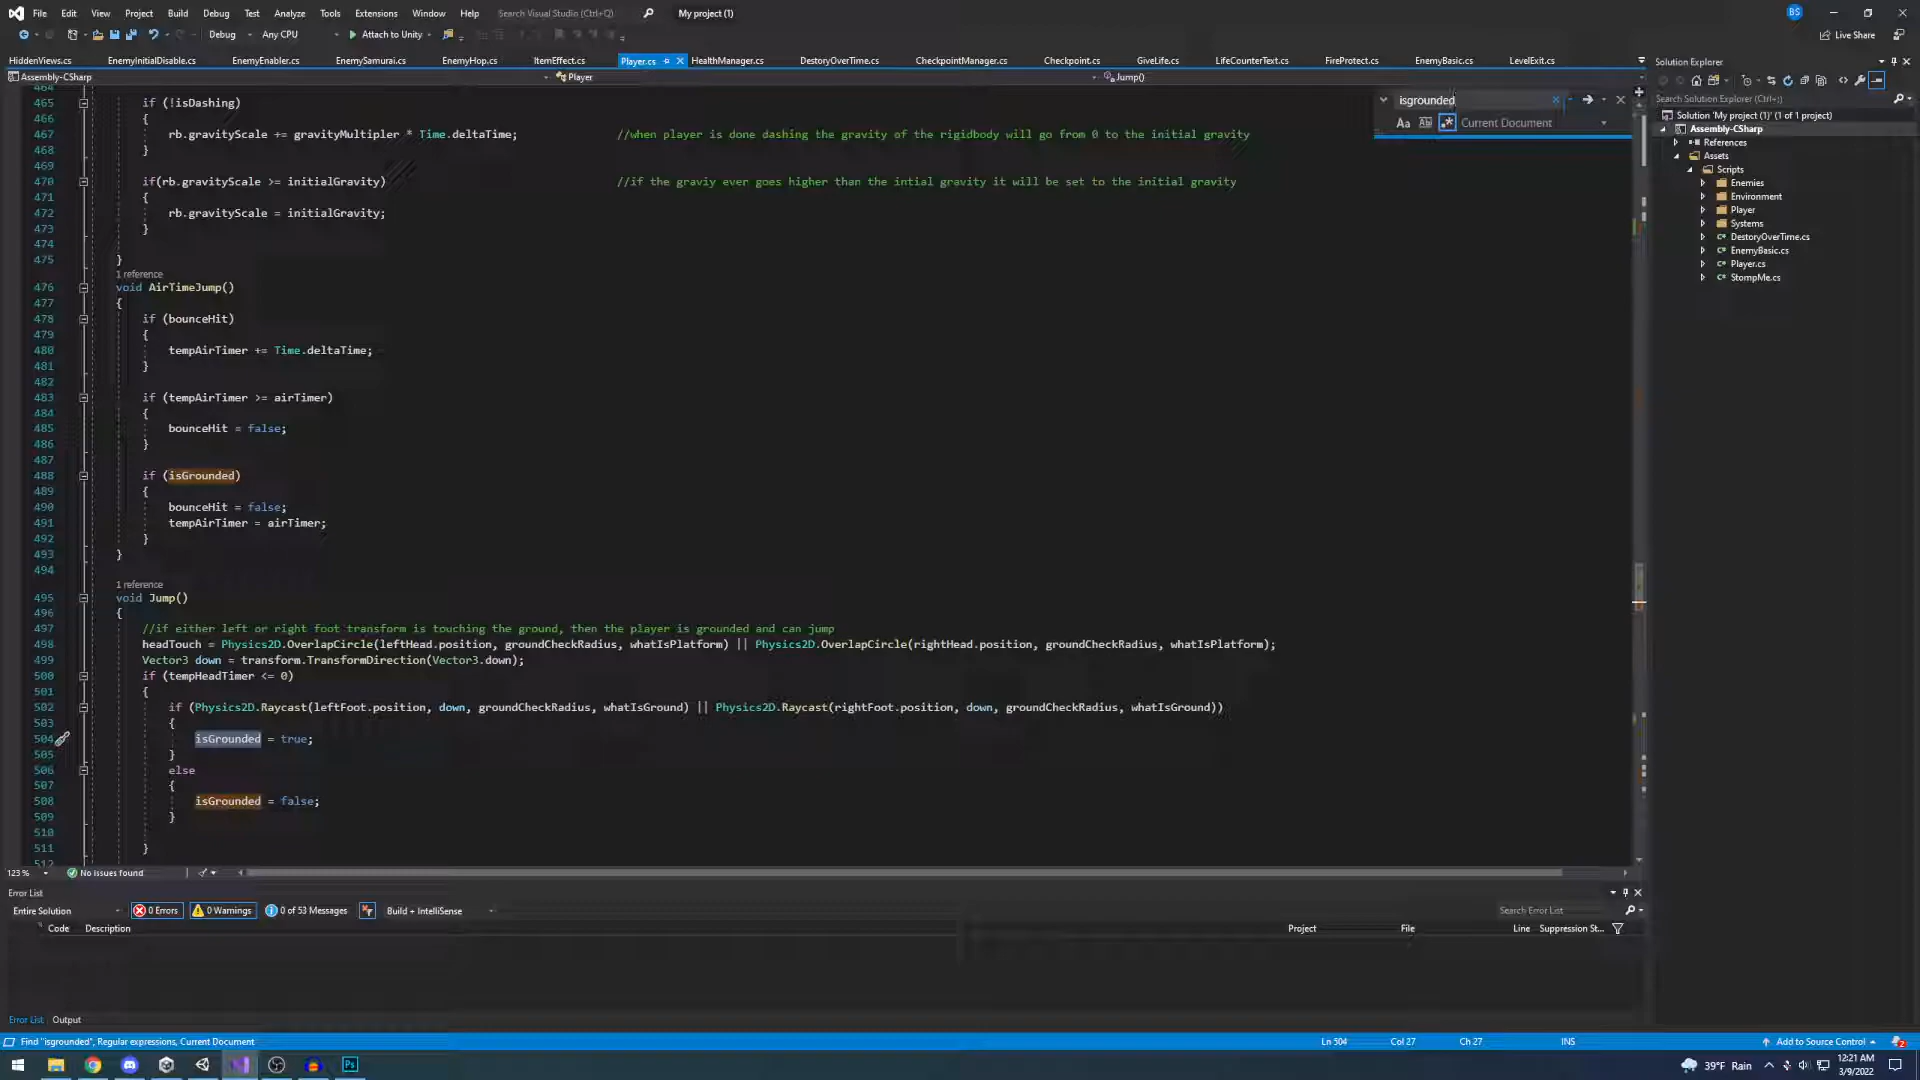 File Edit View Project Build Debug Test Analyze Tools Extensions Window Help Search Visual Studio (Ctrl+Q) My project (1) BS
Debug Any CPU Attach to Unity Live Share
HiddenViews.cs EnemyInitialDisable.cs EnemyEnabler.cs EnemySamurai.cs EnemyHop.cs ItemEffect.cs Player.cs HealthManager.cs DestoryOverTime.cs CheckpointManager.cs Checkpoint.cs GiveLife.cs LifeCounterText.cs FireProtect.cs EnemyBasic.cs LevelExit.cs
Assembly-CSharp Player Jump()
isgrounded
Aa Ab Current Document
464
465 if (!isDashing)
466 {
467 rb.gravityScale += gravityMultipler * Time.deltaTime; //when player is done dashing the gravity of the rigidbody will go from 0 to the initial gravity
468 }
469
470 if(rb.gravityScale >= initialGravity) //if the graviy ever goes higher than the intial gravity it will be set to the initial gravity
471 {
472 rb.gravityScale = initialGravity;
473 }
474
475 }
1 reference
476 void AirTimeJump()
477 {
478 if (bounceHit)
479 {
480 tempAirTimer += Time.deltaTime;
481 }
482
483 if (tempAirTimer >= airTimer)
484 {
485 bounceHit = false;
486 }
487
488 if (isGrounded)
489 {
490 bounceHit = false;
491 tempAirTimer = airTimer;
492 }
493 }
494
1 reference
495 void Jump()
496 {
497 //if either left or right foot transform is touching the ground, then the player is grounded and can jump
498 headTouch = Physics2D.OverlapCircle(leftHead.position, groundCheckRadius, whatIsPlatform) || Physics2D.OverlapCircle(rightHead.position, groundCheckRadius, whatIsPlatform);
499 Vector3 down = transform.TransformDirection(Vector3.down);
500 if (tempHeadTimer <= 0)
501 {
502 if (Physics2D.Raycast(leftFoot.position, down, groundCheckRadius, whatIsGround) || Physics2D.Raycast(rightFoot.position, down, groundCheckRadius, whatIsGround))
503 {
504 isGrounded = true;
505 }
506 else
507 {
508 isGrounded = false;
509 }
510
511 }
512
123 % No issues found
Solution Explorer
Search Solution Explorer (Ctrl+;)
Solution 'My project (1)' (1 of 1 project)
Assembly-CSharp
References
Assets
Scripts
Enemies
Environment
Player
Systems
DestoryOverTime.cs
EnemyBasic.cs
Player.cs
StompMe.cs
Error List
Entire Solution 0 Errors 0 Warnings 0 of 53 Messages Build + IntelliSense Search Error List
Code Description Project File Line Suppression St...
Error List Output
Find "isgrounded", Regular expressions, Current Document Ln 504 Col 27 Ch 27 INS Add to Source Control 2
Ps 39°F Rain 12:21 AM
3/9/2022